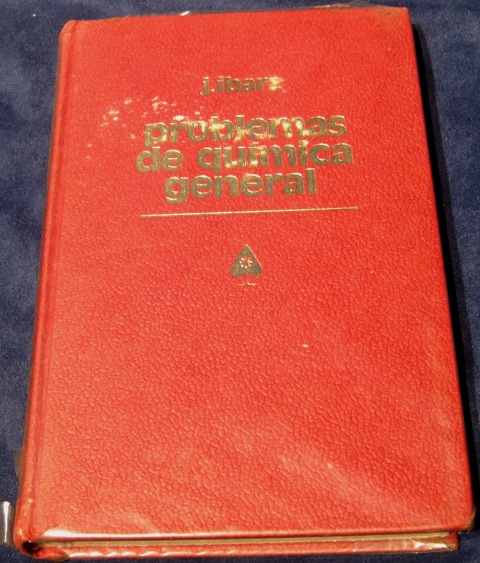 j. ibarz
problemas
de química
general